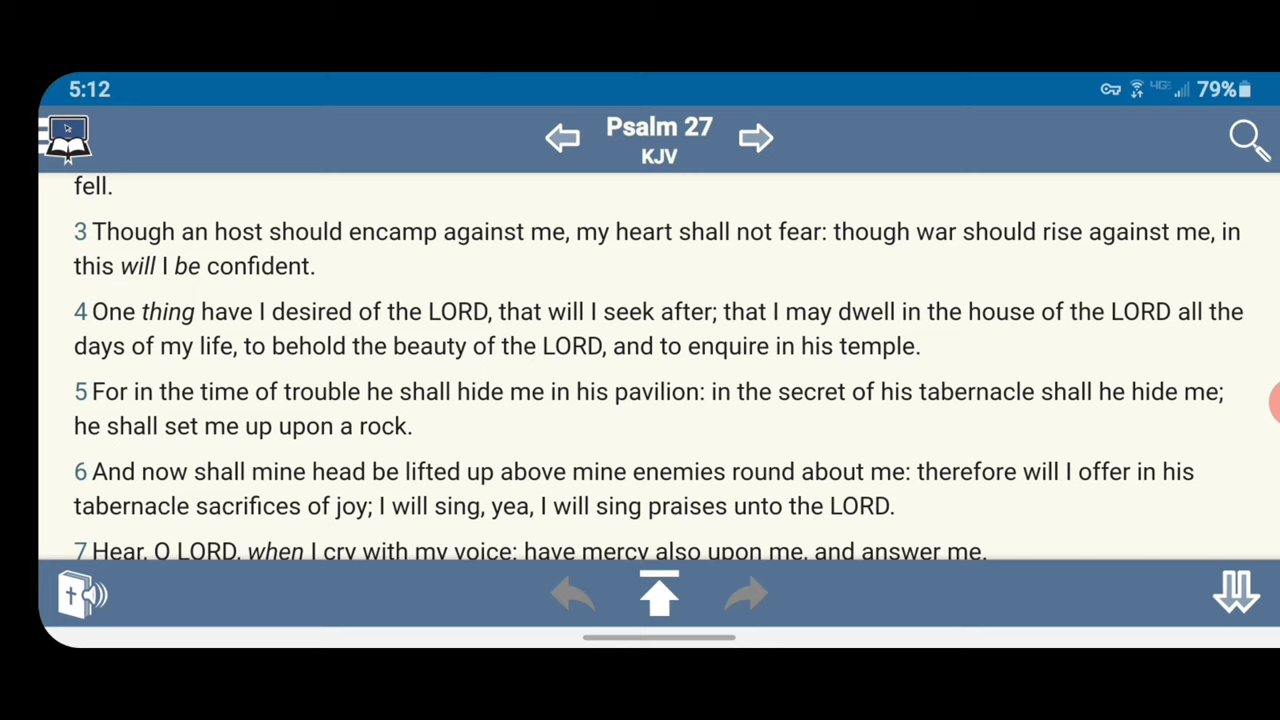 5:12
4GE 79%
Psalm 27
KJV
fell.
3 Though an host should encamp against me, my heart shall not fear: though war should rise against me, in
this will I be confident.
4 One thing have I desired of the LORD, that will I seek after; that I may dwell in the house of the LORD all the
days of my life, to behold the beauty of the LORD, and to enquire in his temple.
5 For in the time of trouble he shall hide me in his pavilion: in the secret of his tabernacle shall he hide me;
he shall set me up upon a rock.
6 And now shall mine head be lifted up above mine enemies round about me: therefore will I offer in his
tabernacle sacrifices of joy; I will sing, yea, I will sing praises unto the LORD.
7 Hear, O LORD, when I cry with my voice: have mercy also upon me, and answer me.